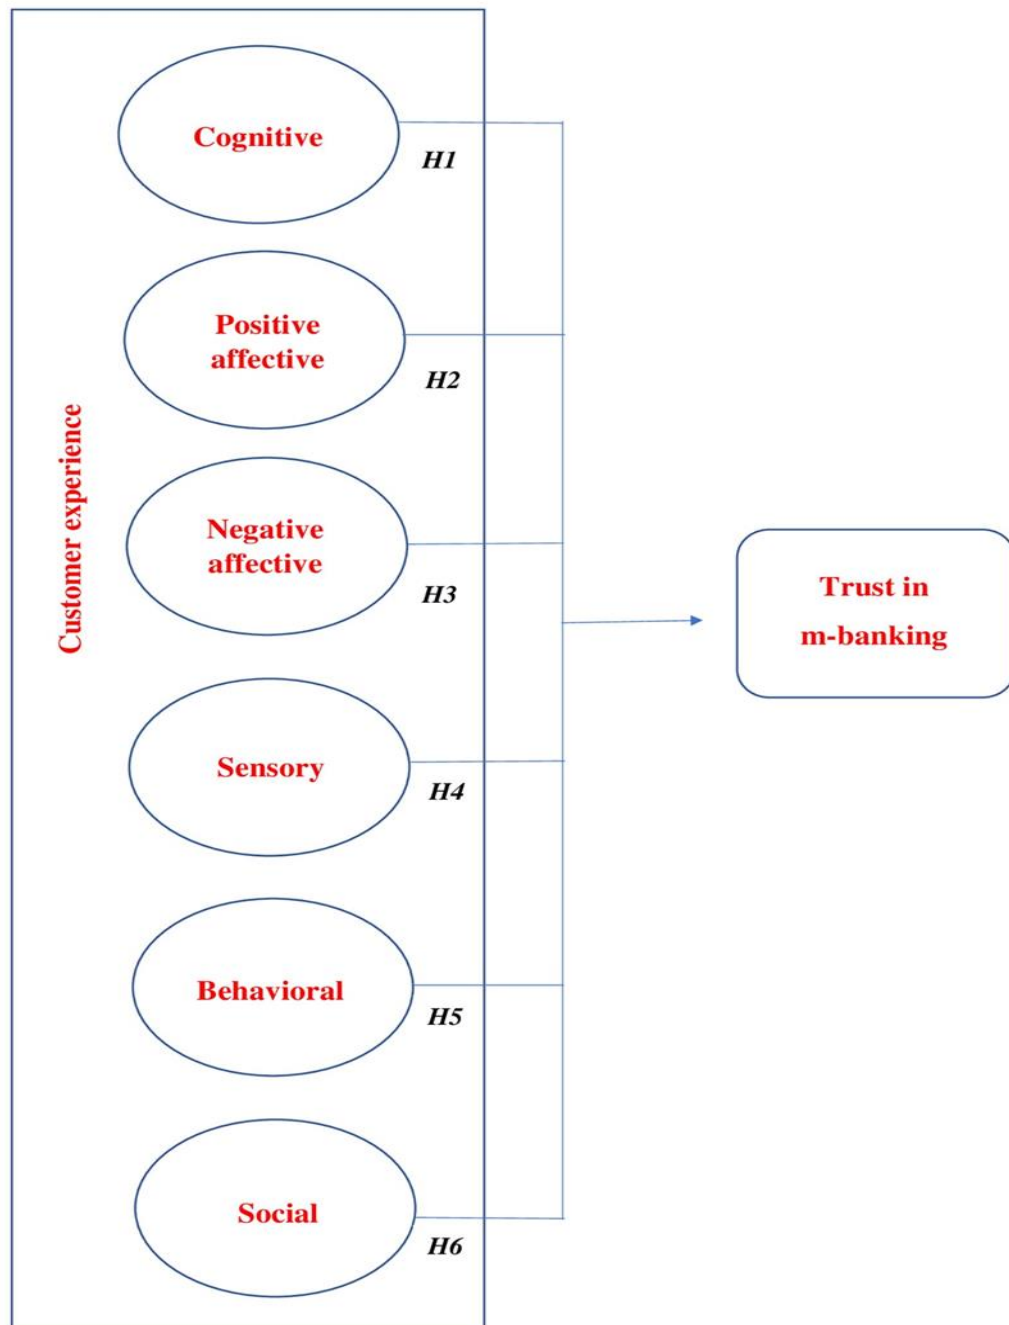 Customer experience
Cognitive
H1
Positive
affective
H2
Negative
affective
H3
Sensory
H4
Behavioral
H5
Social
H6
Trust in
m-banking